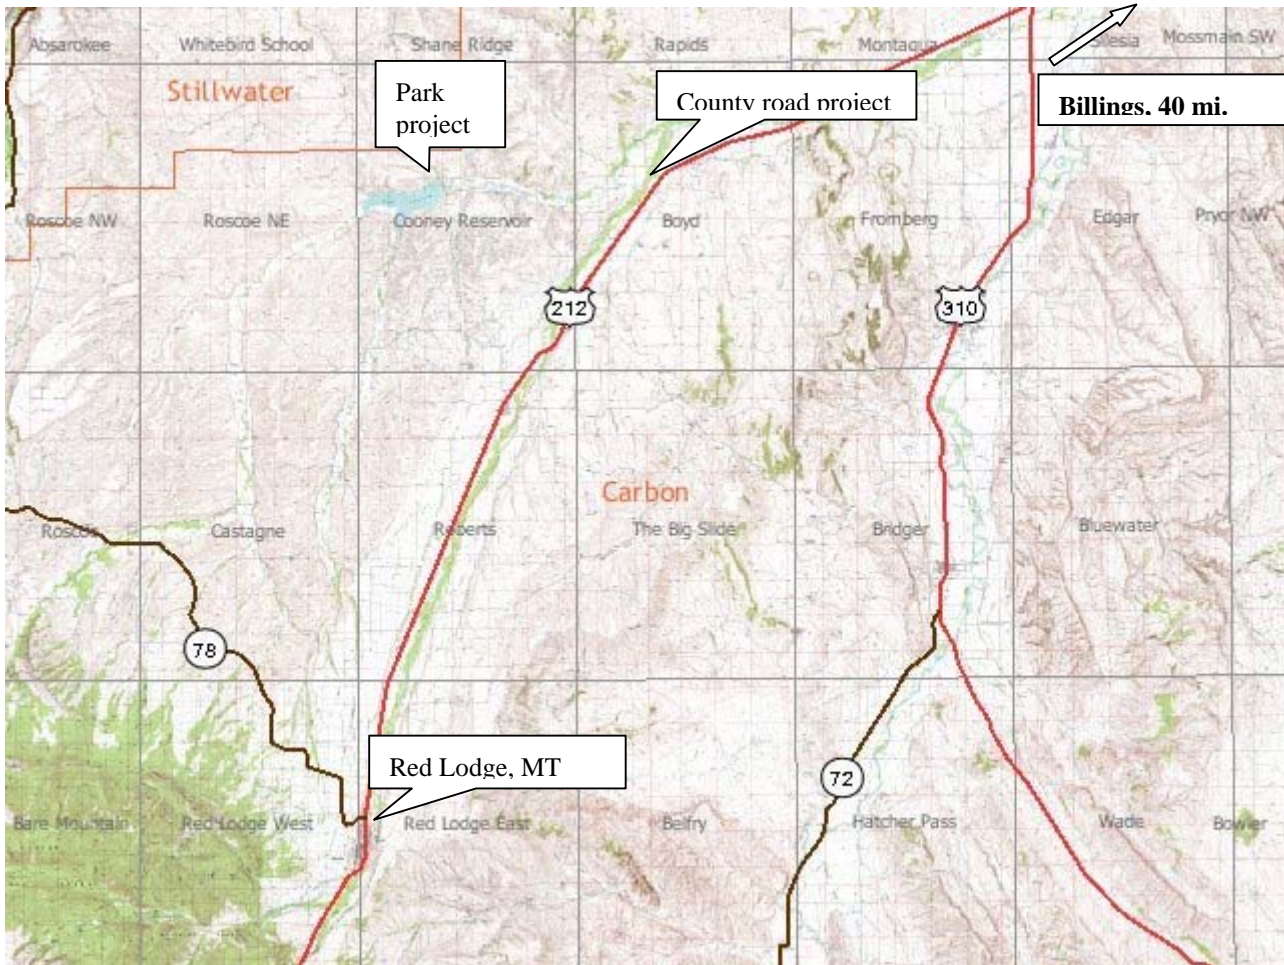 Absarokee Whitebird School Shane Ridge Rapids Montaqua Silesia Mossmain SW
Stillwater
Park
project
County road project
Billings, 40 mi.
Roscoe NW Roscoe NE Cooney Reservoir Boyd Fromberg Edgar Pryor NW
212
310
Carbon
Roscoe Castagne Roberts The Big Slide Bridger Bluewater
78
Red Lodge, MT
72
Bare Mountain Red Lodge West Red Lodge East Belfry Hatcher Pass Wade Bowler